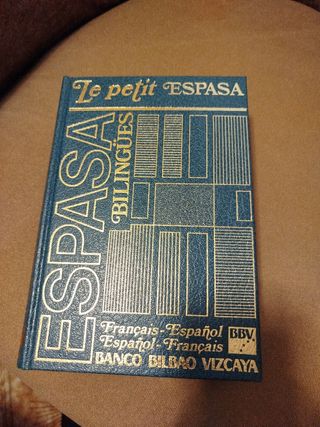 Le petit ESPASA
ESPASA
BILINGÜES
Français-Español
Español-Français
BBV
BANCO BILBAO VIZCAYA